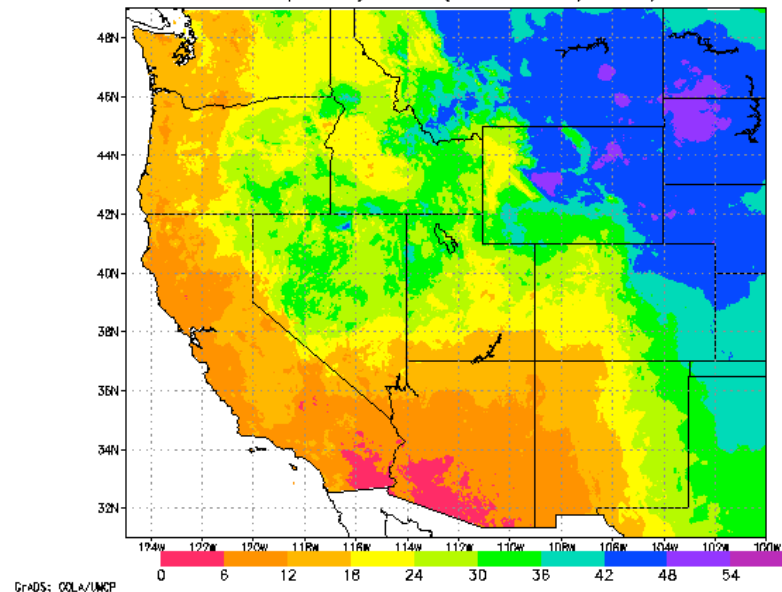 48N
46N
44N
42N
40N
38N
36N
34N
32N
124W 122W 120W 118W 116W 114W 112W 110W 108W 106W 104W 102W 100W
0 6 12 18 24 30 36 42 48 54
GrADS: COLA/UMCP